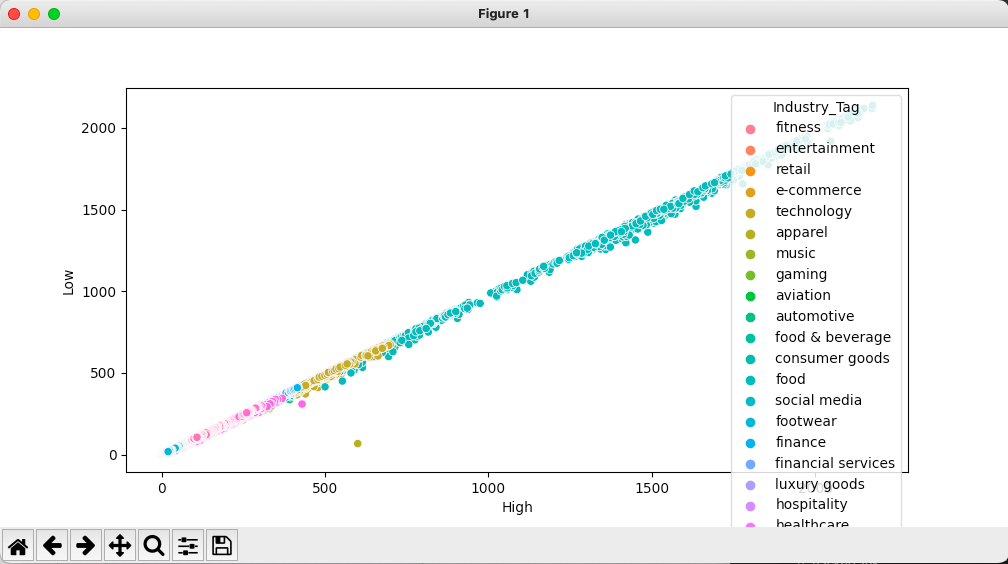 Figure 1
Industry_Tag
fitness
entertainment
retail
e-commerce
technology
apparel
music
gaming
aviation
automotive
food & beverage
consumer goods
food
social media
footwear
finance
financial services
luxury goods
hospitality
healthcare
2000
1500
1000
500
0
Low
0 500 1000 1500 2000
High